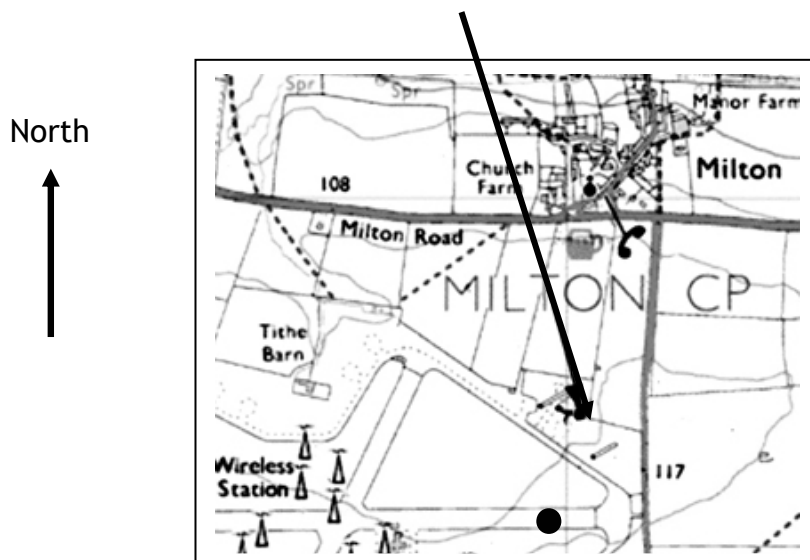 North
Spr
Spr
Manor Farm
Church
Farm
Milton
108
Milton Road
MILTON CP
Tithe
Barn
Wireless
Station
117